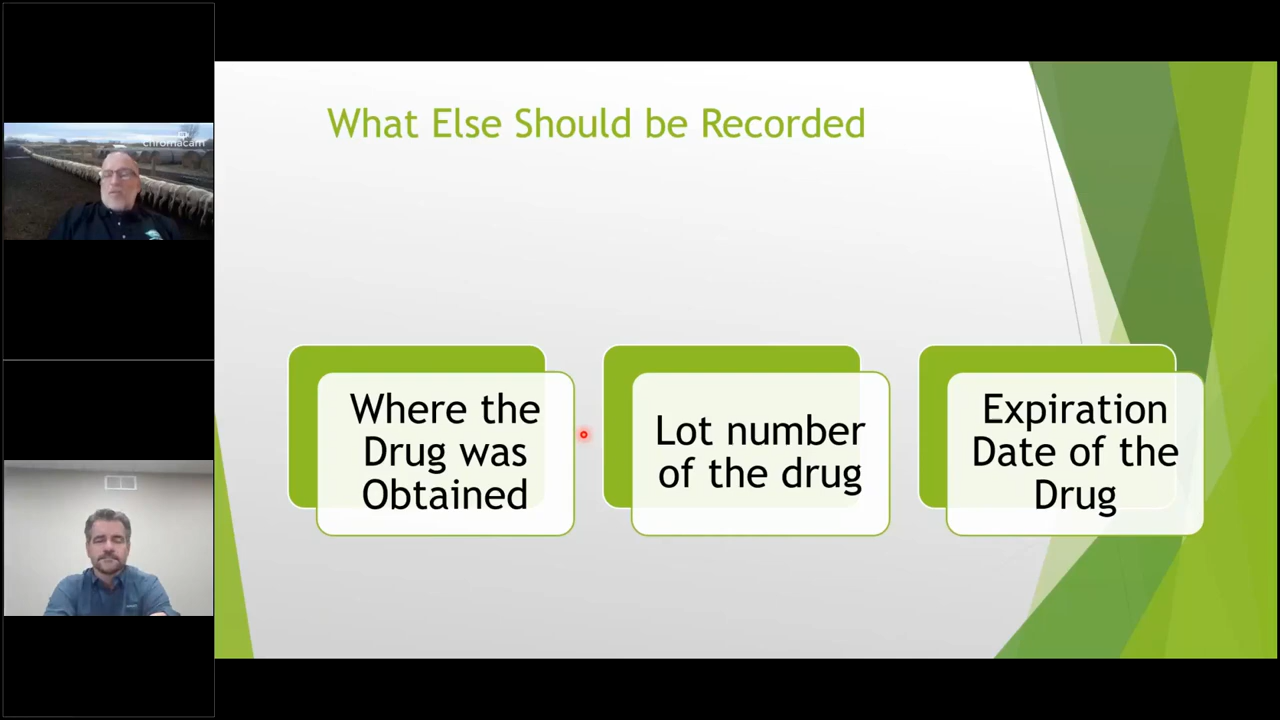 chromacam
What Else Should be Recorded
Where the
Drug was
Obtained
Lot number
of the drug
Expiration
Date of the
Drug